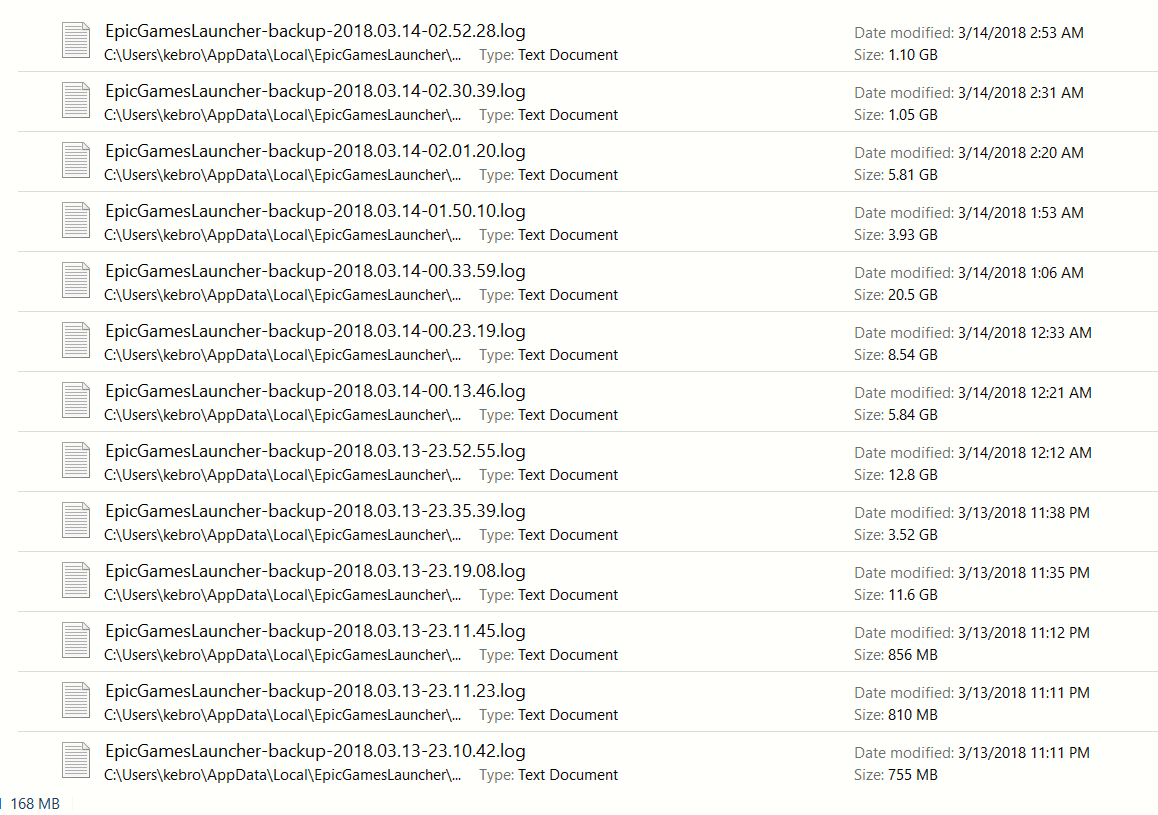 EpicGamesLauncher-backup-2018.03.14-02.52.28.log Date modified: 3/14/2018 2:53 AM
C:\Users\kebro\AppData\Local\EpicGamesLauncher\... Type: Text Document Size: 1.10 GB
EpicGamesLauncher-backup-2018.03.14-02.30.39.log Date modified: 3/14/2018 2:31 AM
C:\Users\kebro\AppData\Local\EpicGamesLauncher\... Type: Text Document Size: 1.05 GB
EpicGamesLauncher-backup-2018.03.14-02.01.20.log Date modified: 3/14/2018 2:20 AM
C:\Users\kebro\AppData\Local\EpicGamesLauncher\... Type: Text Document Size: 5.81 GB
EpicGamesLauncher-backup-2018.03.14-01.50.10.log Date modified: 3/14/2018 1:53 AM
C:\Users\kebro\AppData\Local\EpicGamesLauncher\... Type: Text Document Size: 3.93 GB
EpicGamesLauncher-backup-2018.03.14-00.33.59.log Date modified: 3/14/2018 1:06 AM
C:\Users\kebro\AppData\Local\EpicGamesLauncher\... Type: Text Document Size: 20.5 GB
EpicGamesLauncher-backup-2018.03.14-00.23.19.log Date modified: 3/14/2018 12:33 AM
C:\Users\kebro\AppData\Local\EpicGamesLauncher\... Type: Text Document Size: 8.54 GB
EpicGamesLauncher-backup-2018.03.14-00.13.46.log Date modified: 3/14/2018 12:21 AM
C:\Users\kebro\AppData\Local\EpicGamesLauncher\... Type: Text Document Size: 5.84 GB
EpicGamesLauncher-backup-2018.03.13-23.52.55.log Date modified: 3/14/2018 12:12 AM
C:\Users\kebro\AppData\Local\EpicGamesLauncher\... Type: Text Document Size: 12.8 GB
EpicGamesLauncher-backup-2018.03.13-23.35.39.log Date modified: 3/13/2018 11:38 PM
C:\Users\kebro\AppData\Local\EpicGamesLauncher\... Type: Text Document Size: 3.52 GB
EpicGamesLauncher-backup-2018.03.13-23.19.08.log Date modified: 3/13/2018 11:35 PM
C:\Users\kebro\AppData\Local\EpicGamesLauncher\... Type: Text Document Size: 11.6 GB
EpicGamesLauncher-backup-2018.03.13-23.11.45.log Date modified: 3/13/2018 11:12 PM
C:\Users\kebro\AppData\Local\EpicGamesLauncher\... Type: Text Document Size: 856 MB
EpicGamesLauncher-backup-2018.03.13-23.11.23.log Date modified: 3/13/2018 11:11 PM
C:\Users\kebro\AppData\Local\EpicGamesLauncher\... Type: Text Document Size: 810 MB
EpicGamesLauncher-backup-2018.03.13-23.10.42.log Date modified: 3/13/2018 11:11 PM
C:\Users\kebro\AppData\Local\EpicGamesLauncher\... Type: Text Document Size: 755 MB
168 MB